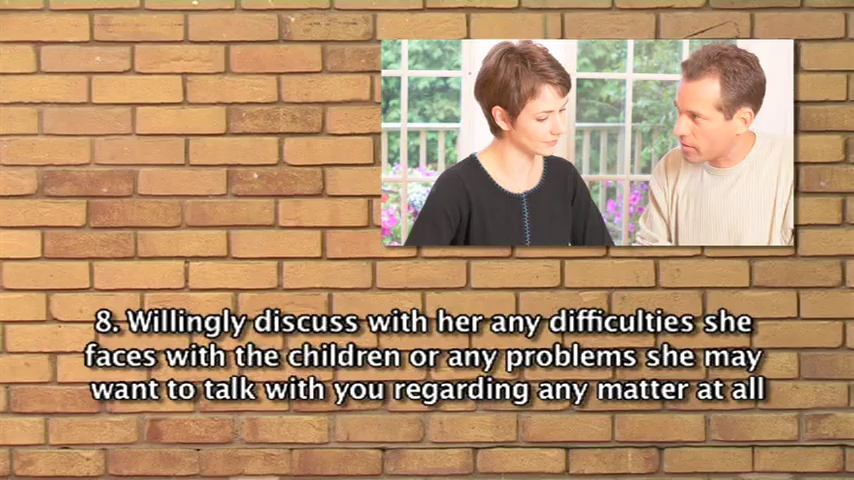 8. Willingly discuss with her any difficulties she
faces with the children or any problems she may
want to talk with you regarding any matter at all